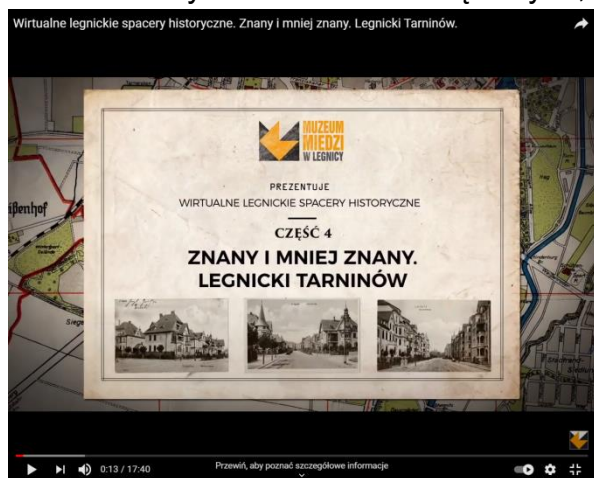 Wirtualne legnickie spacery historyczne. Znany i mniej znany. Legnicki Tarninów.
MUZEUM
MIEDZI
W LEGNICY
PREZENTUJE
WIRTUALNE LEGNICKIE SPACERY HISTORYCZNE
CZĘŚĆ 4
ZNANY I MNIEJ ZNANY.
LEGNICKI TARNINÓW
0:13 / 17:40
Przewiń, aby poznać szczegółowe informacje